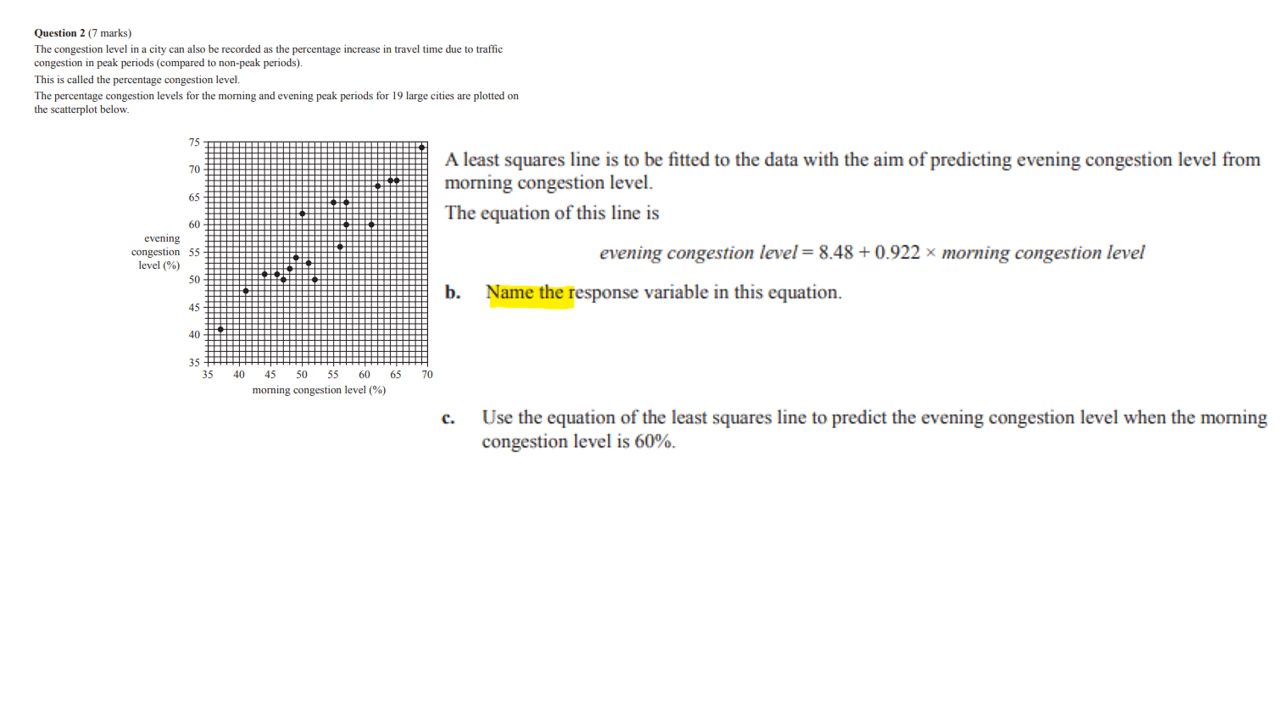 Question 2 (7 marks)
The congestion level in a city can also be recorded as the percentage increase in travel time due to traffic
congestion in peak periods (compared to non-peak periods).
This is called the percentage congestion level.
The percentage congestion levels for the morning and evening peak periods for 19 large cities are plotted on
the scatterplot below.
75
70
65
60
evening
congestion
level (%)
55
50
45
40
35
35 40 45 50 55 60 65 70
morning congestion level (%)
A least squares line is to be fitted to the data with the aim of predicting evening congestion level from
morning congestion level.
The equation of this line is
evening congestion level = 8.48 + 0.922 × morning congestion level
b. Name the response variable in this equation.
c. Use the equation of the least squares line to predict the evening congestion level when the morning
congestion level is 60%.